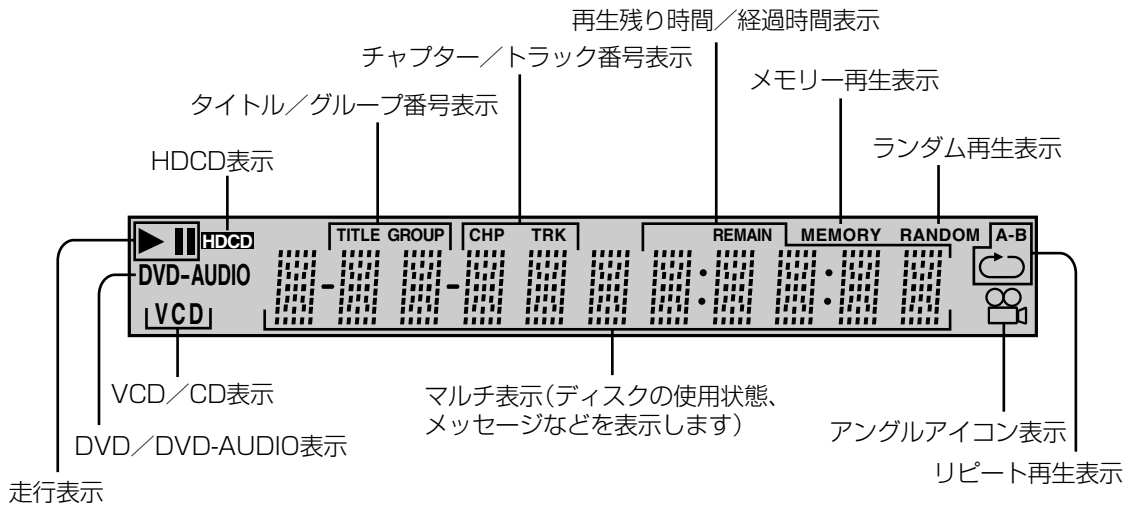 再生残り時間／経過時間表示
チャプター／トラック番号表示
メモリー再生表示
タイトル／グループ番号表示
ランダム再生表示
HDCD表示
HDCD TITLE GROUP CHP TRK REMAIN MEMORY RANDOM A-B
DVD-AUDIO
VCD
VCD／CD表示
マルチ表示（ディスクの使用状態、
メッセージなどを表示します）
アングルアイコン表示
DVD／DVD-AUDIO表示
リピート再生表示
走行表示